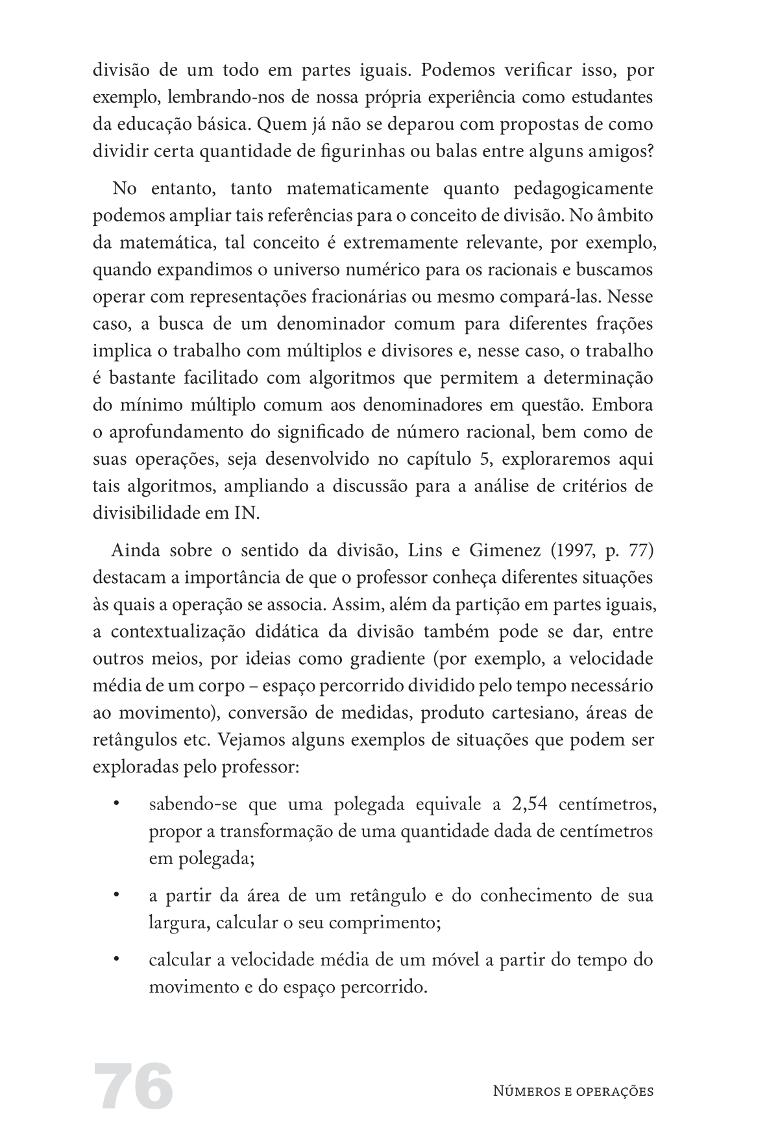 divisão de um todo em partes iguais. Podemos verificar isso, por
exemplo, lembrando-nos de nossa própria experiência como estudantes
da educação básica. Quem já não se deparou com propostas de como
dividir certa quantidade de figurinhas ou balas entre alguns amigos?
No entanto, tanto matematicamente quanto pedagogicamente
podemos ampliar tais referências para o conceito de divisão. No âmbito
da matemática, tal conceito é extremamente relevante, por exemplo,
quando expandimos o universo numérico para os racionais e buscamos
operar com representações fracionárias ou mesmo compará-las. Nesse
caso, a busca de um denominador comum para diferentes frações
implica o trabalho com múltiplos e divisores e, nesse caso, o trabalho
é bastante facilitado com algoritmos que permitem a determinação
do mínimo múltiplo comum aos denominadores em questão. Embora
o aprofundamento do significado de número racional, bem como de
suas operações, seja desenvolvido no capítulo 5, exploraremos aqui
tais algoritmos, ampliando a discussão para a análise de critérios de
divisibilidade em IN.
Ainda sobre o sentido da divisão, Lins e Gimenez (1997, p. 77)
destacam a importância de que o professor conheça diferentes situações
às quais a operação se associa. Assim, além da partição em partes iguais,
a contextualização didática da divisão também pode se dar, entre
outros meios, por ideias como gradiente (por exemplo, a velocidade
média de um corpo – espaço percorrido dividido pelo tempo necessário
ao movimento), conversão de medidas, produto cartesiano, áreas de
retângulos etc. Vejamos alguns exemplos de situações que podem ser
exploradas pelo professor:
• sabendo-se que uma polegada equivale a 2,54 centímetros,
propor a transformação de uma quantidade dada de centímetros
em polegada;
• a partir da área de um retângulo e do conhecimento de sua
largura, calcular o seu comprimento;
• calcular a velocidade média de um móvel a partir do tempo do
movimento e do espaço percorrido.
76 Números e operações